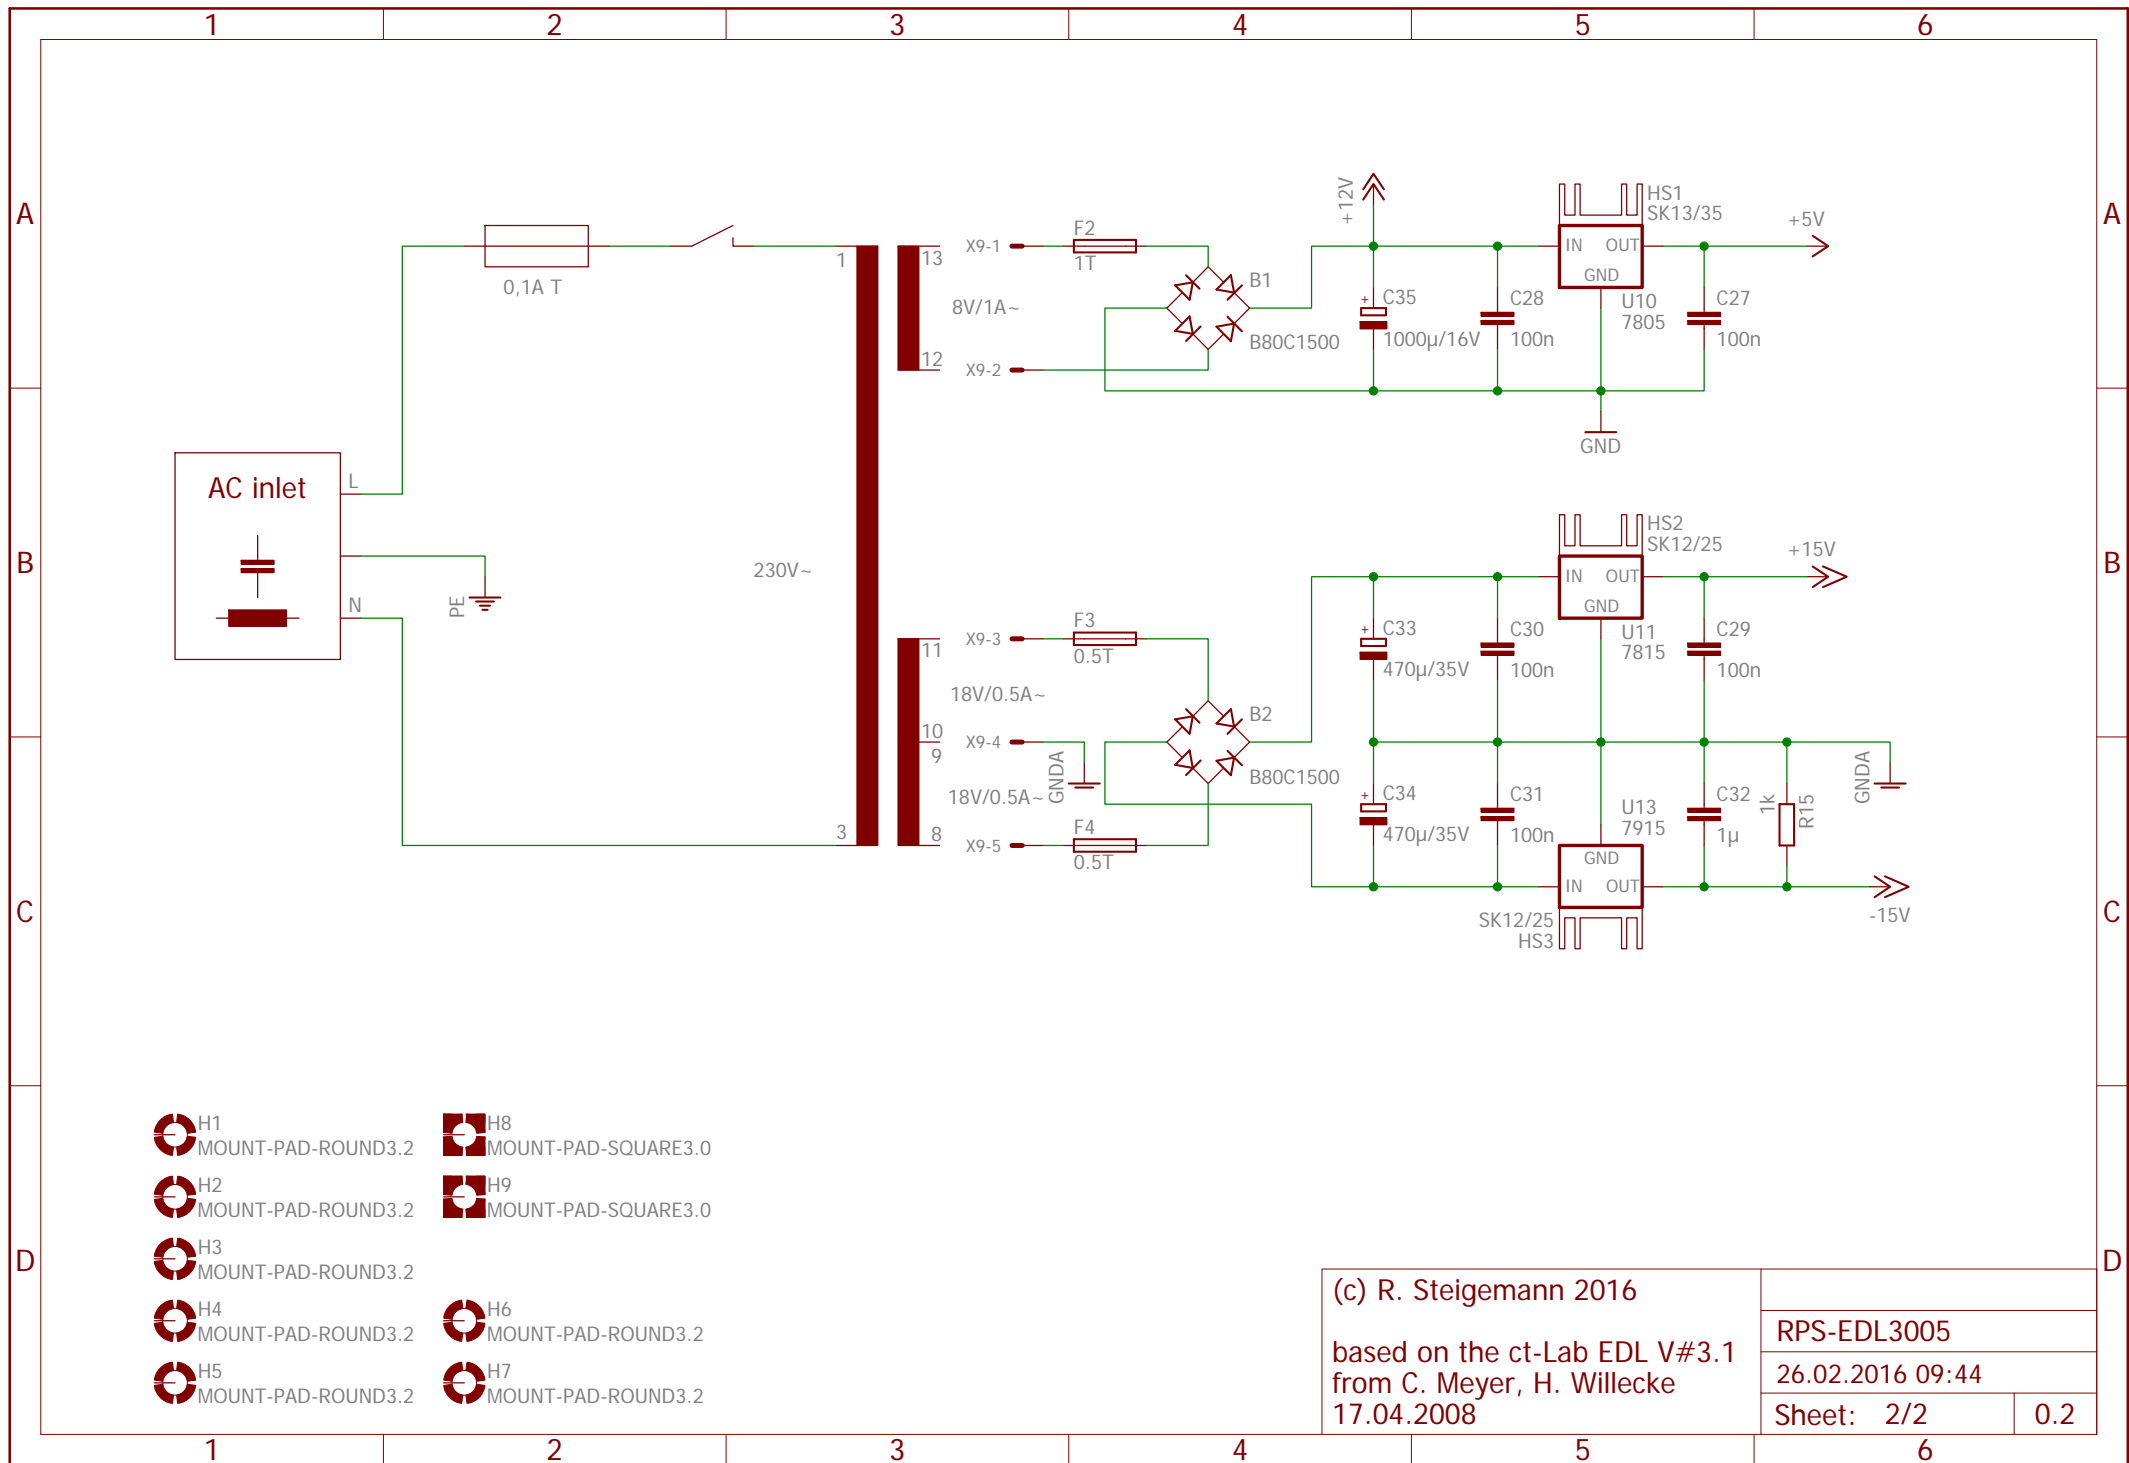 1 2 3 4 5 6
A
A
B
B
C
C
D
D
+12V
HS1
SK13/35
+5V
F2
X9-1
1T
1
13
IN OUT
GND
0,1A T
B1
C35
C28
U10
7805
C27
8V/1A~
1000µ/16V
100n
100n
B80C1500
12
X9-2
GND
AC inlet
L
N
PE
230V~
HS2
SK12/25
+15V
IN OUT
GND
F3
X9-3
0.5T
11
C33
C30
U11
7815
C29
470µ/35V
100n
100n
18V/0.5A~
B2
10
X9-4
9
GNDA
B80C1500
18V/0.5A~
GNDA
C34
C31
U13
7915
C32
1k
R15
470µ/35V
100n
1µ
3
8
X9-5
F4
0.5T
GND
IN OUT
SK12/25
HS3
-15V
H1
MOUNT-PAD-ROUND3.2
H8
MOUNT-PAD-SQUARE3.0
H2
MOUNT-PAD-ROUND3.2
H9
MOUNT-PAD-SQUARE3.0
H3
MOUNT-PAD-ROUND3.2
H4
MOUNT-PAD-ROUND3.2
H6
MOUNT-PAD-ROUND3.2
H5
MOUNT-PAD-ROUND3.2
H7
MOUNT-PAD-ROUND3.2
(c) R. Steigemann 2016
based on the ct-Lab EDL V#3.1
from C. Meyer, H. Willecke
17.04.2008
RPS-EDL3005
26.02.2016 09:44
Sheet: 2/2
0.2
1 2 3 4 5 6